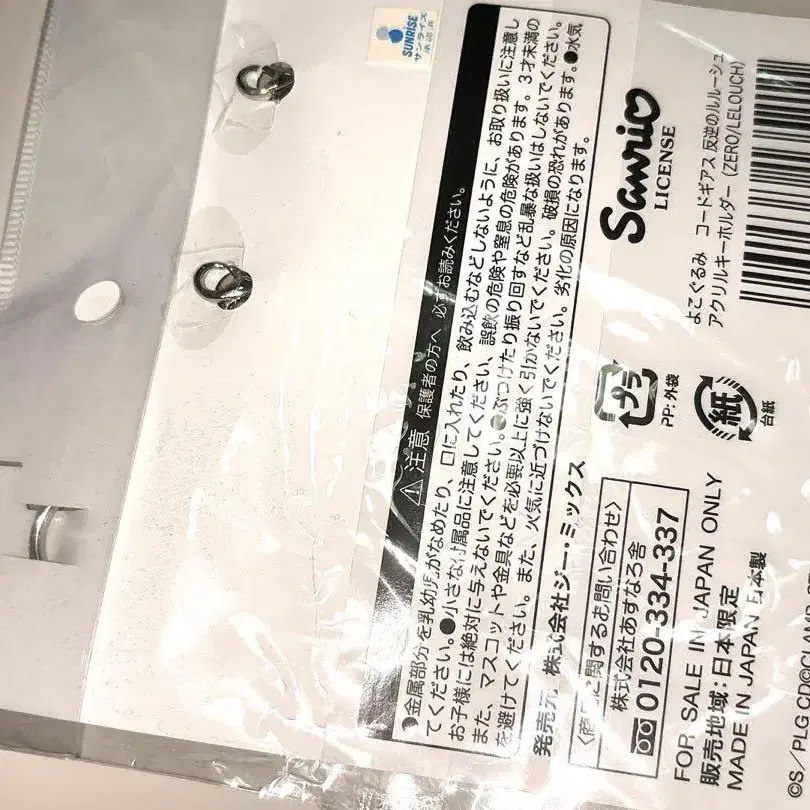 SUNRISE
サンライズ
承認済
⚠注意 保護者の方へ 必ずお読みください。
●金属部分を乳幼児がなめたり、口に入れたり、飲み込むなどしないように、お取り扱いに注意し
てください。●小さな付属品に注意してください、誤飲の危険や窒息の危険があります。3才未満の
お子様には絶対に与えないでください。●ぶつけたり振り回すなど乱暴な扱いはしないでください。
また、マスコットや金具などを必要以上に強く引かないでください。破損の恐れがあります。●水気
を避けてください。また、火気に近づけないでください。劣化の原因になります。
発売元 株式会社ジー・ミックス
〈商品に関するお問い合わせ〉
株式会社あすなろ舎
0120-334-337
Sanrio
LICENSE
プラ
PP:外袋
紙
台紙
FOR SALE IN JAPAN ONLY
販売地域:日本限定
MADE IN JAPAN 日本製
よこぐるみ コードギアス 反逆のルルーシュ
アクリルキーホルダー (ZERO/LELOUCH)
©S/PLG CD©CLAMP